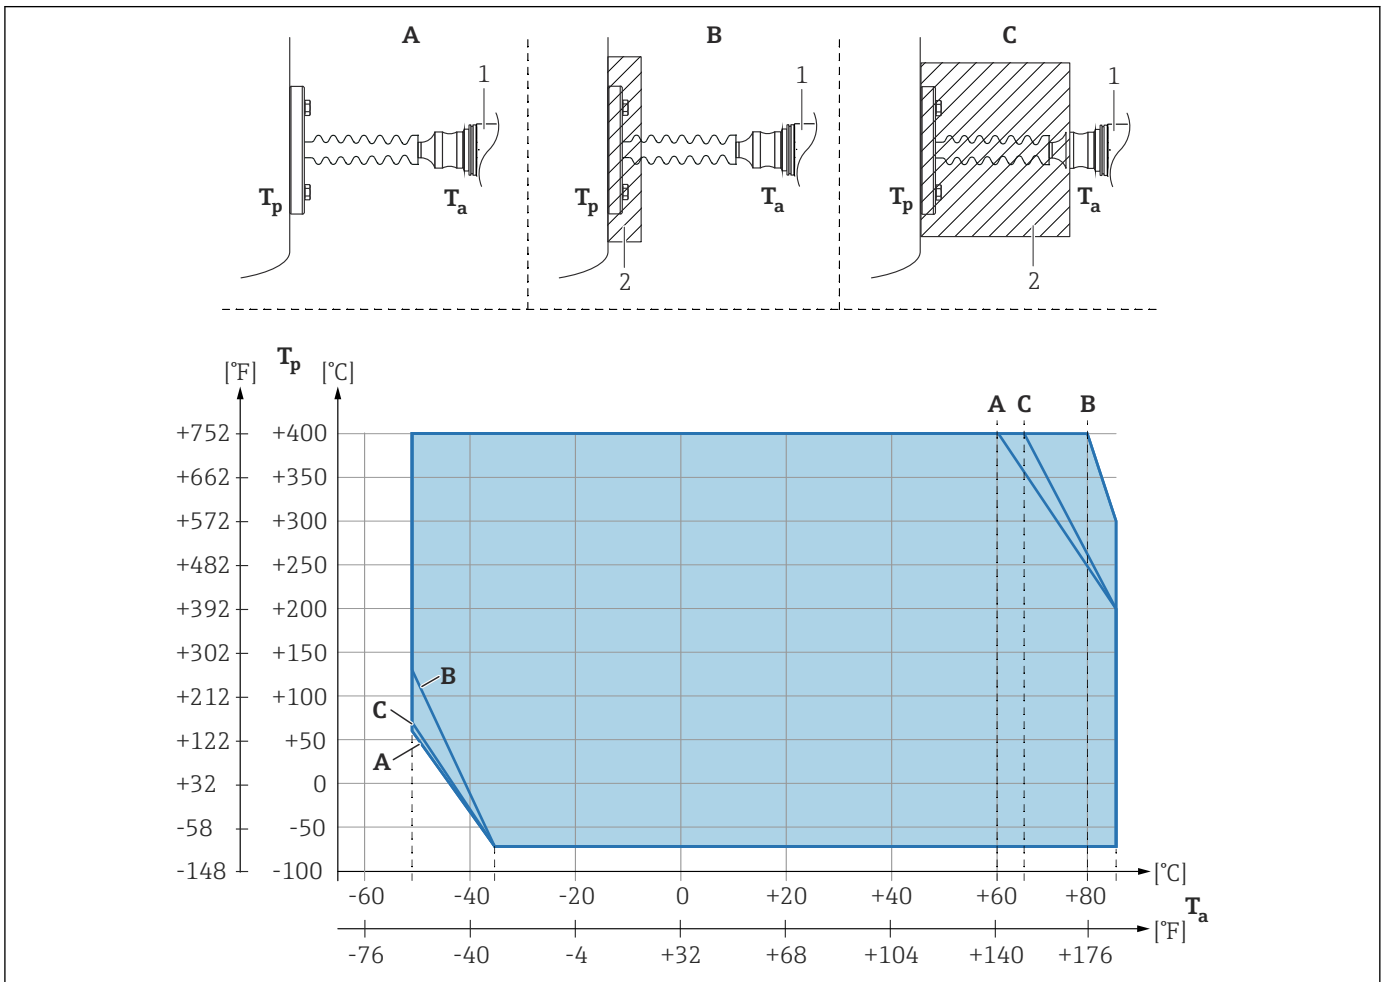 A B C
1 1 1
Tp Ta Tp Ta Tp Ta
2 2
Tp
[°F] [°C]
A C B
+752 +400
+662 +350
+572 +300
+482 +250
+392 +200
+302 +150
B
+212 +100
C
+122 +50
A
+32 0
-58 -50
-148 -100
[°C]
-60 -40 -20 0 +20 +40 +60 +80
Ta
[°F]
-76 -40 -4 +32 +68 +104 +140 +176